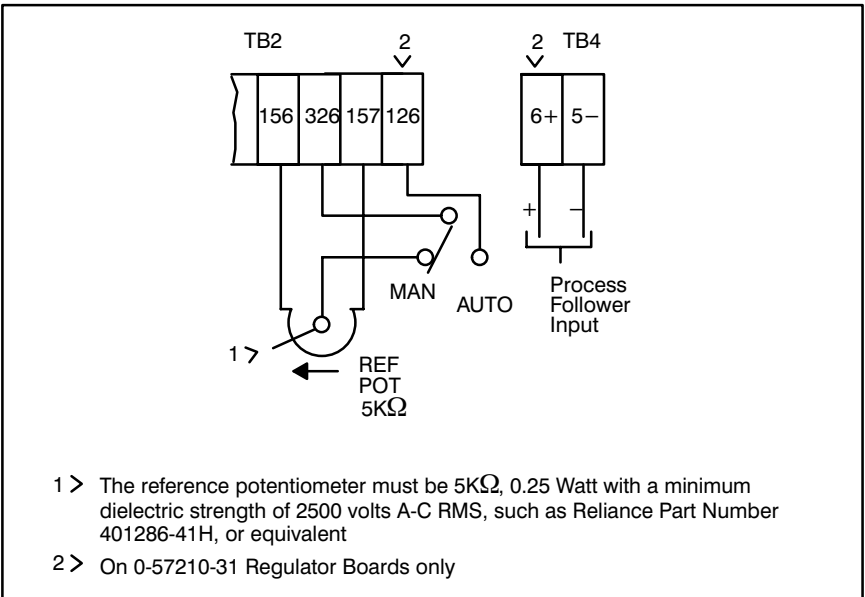 TB2 2 2 TB4
156 326 157 126 6+ 5−
+ −
MAN AUTO
Process
Follower
Input
1 >
REF
POT
5KΩ
1 > The reference potentiometer must be 5KΩ, 0.25 Watt with a minimum
dielectric strength of 2500 volts A-C RMS, such as Reliance Part Number
401286-41H, or equivalent
2 > On 0-57210-31 Regulator Boards only